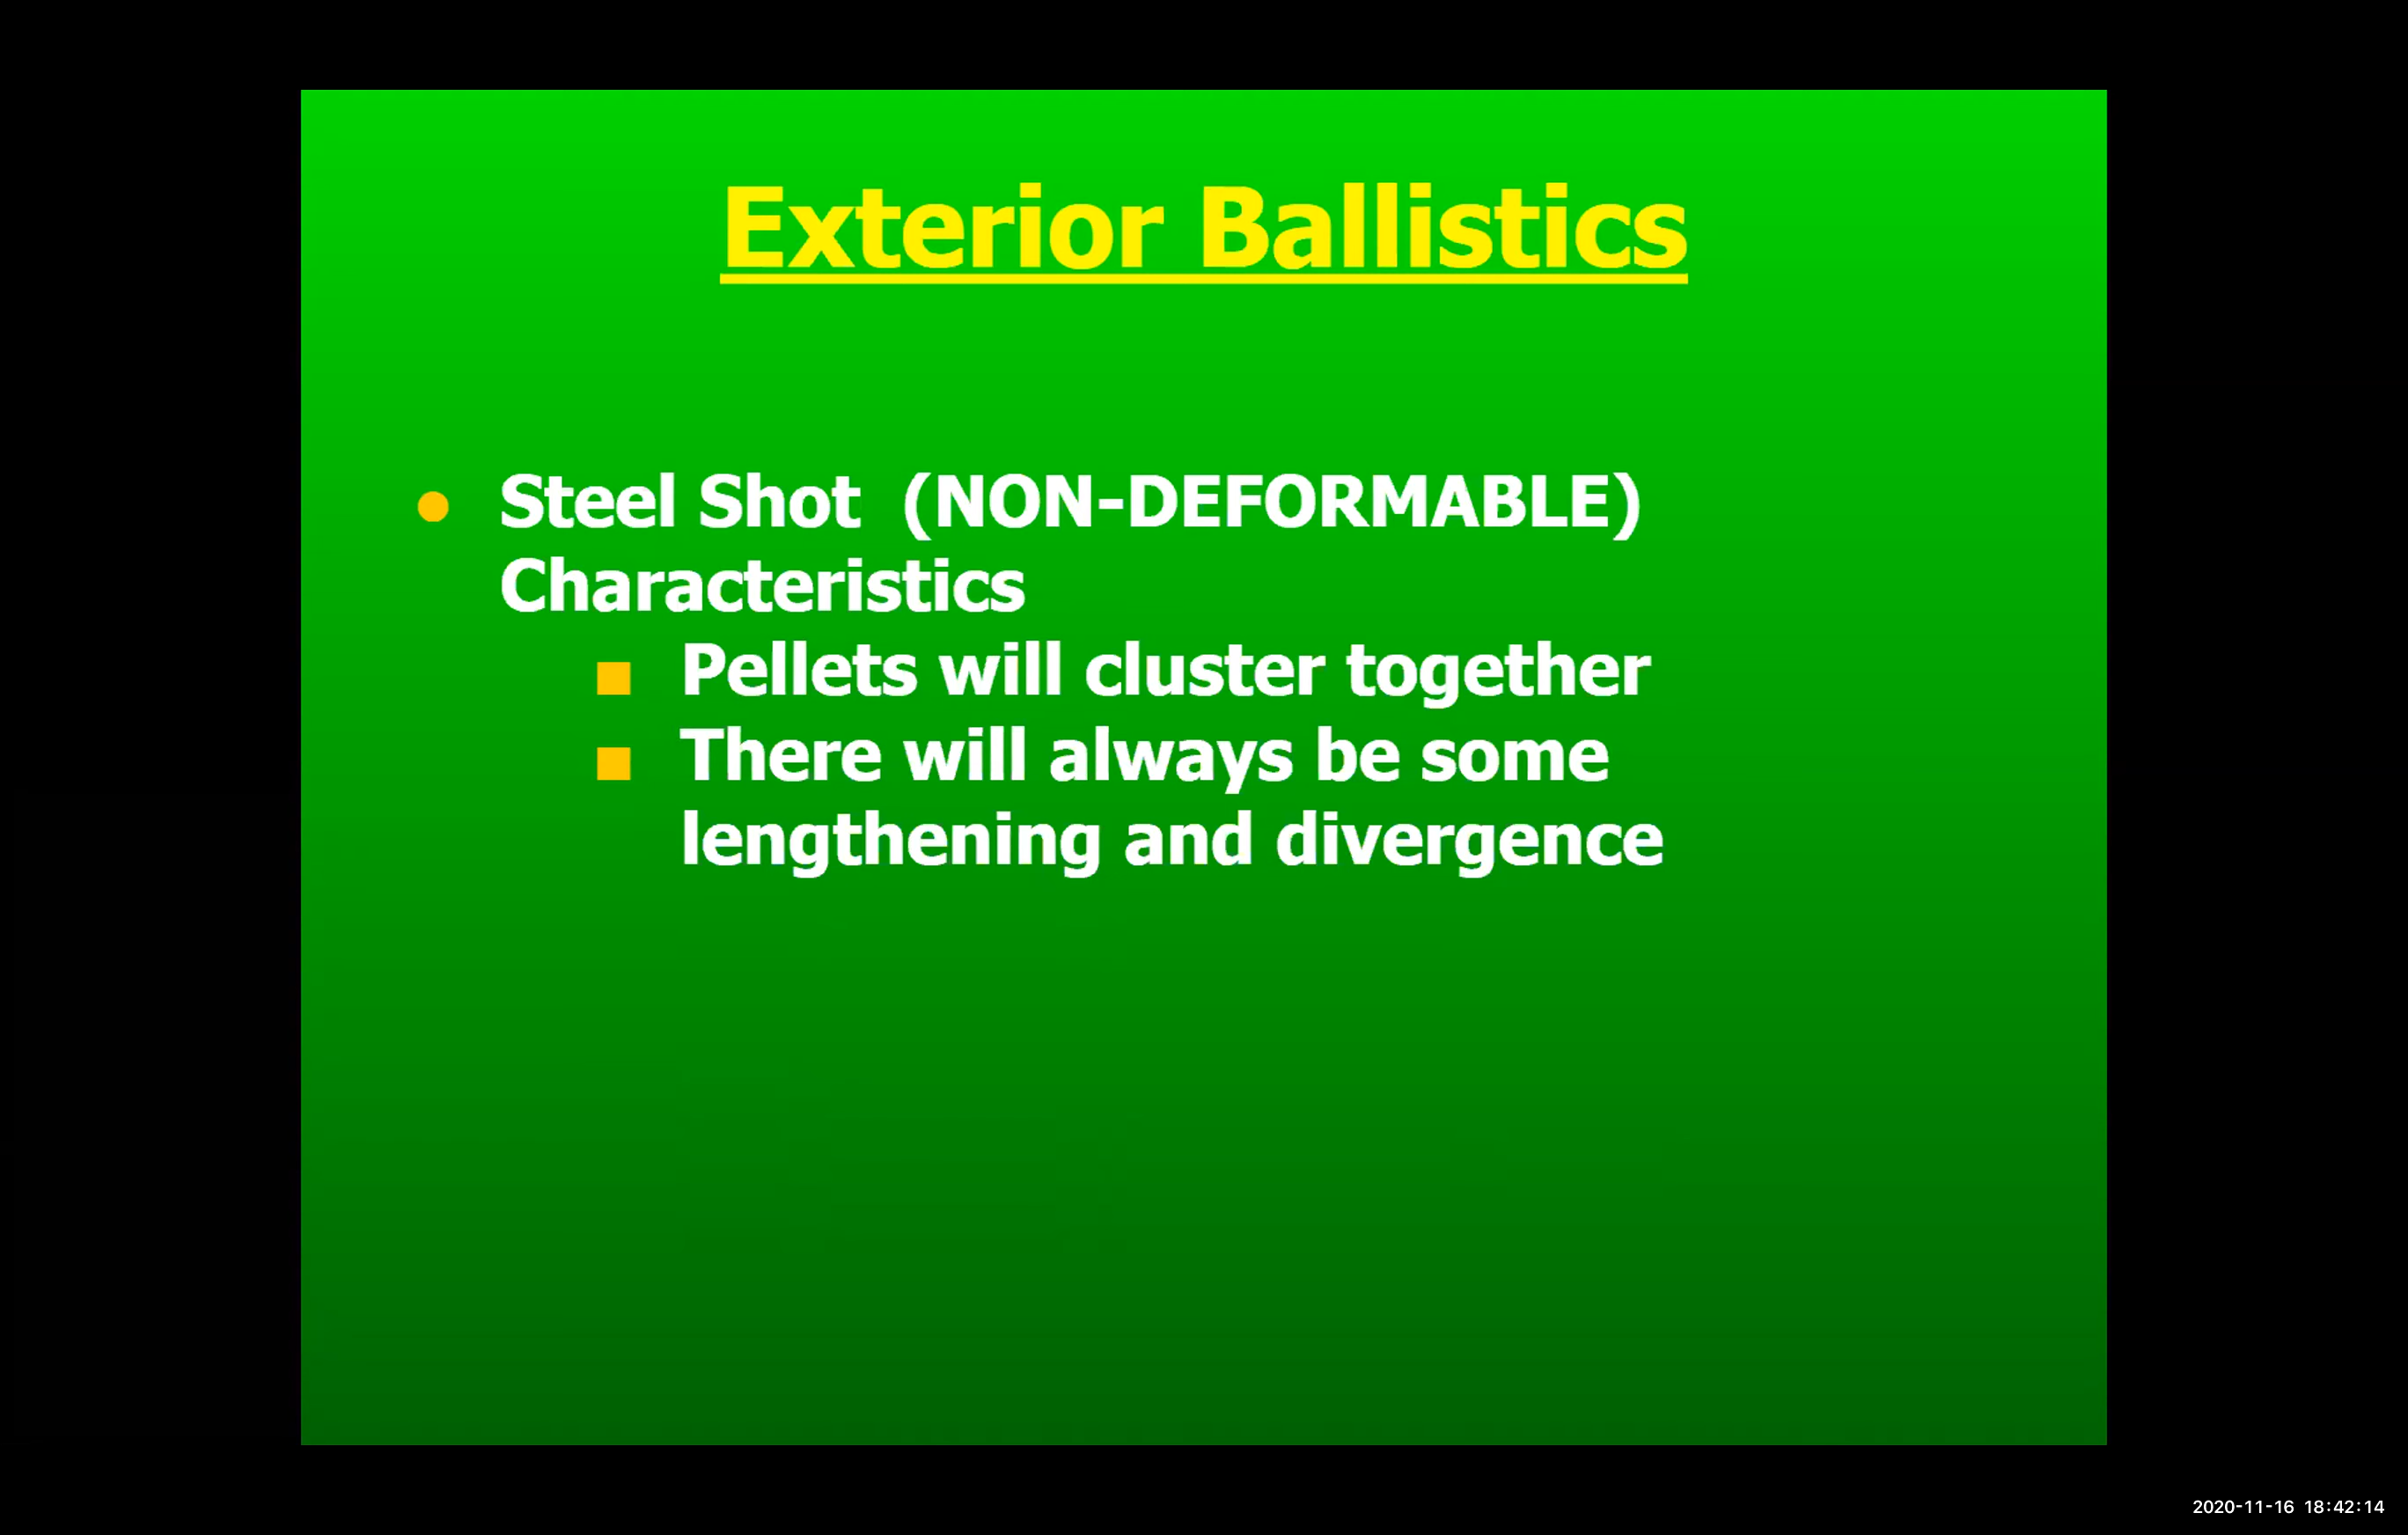 Exterior Ballistics
Steel Shot (NON-DEFORMABLE)
Characteristics
Pellets will cluster together
There will always be some
lengthening and divergence
2020-11-16 18:42:14